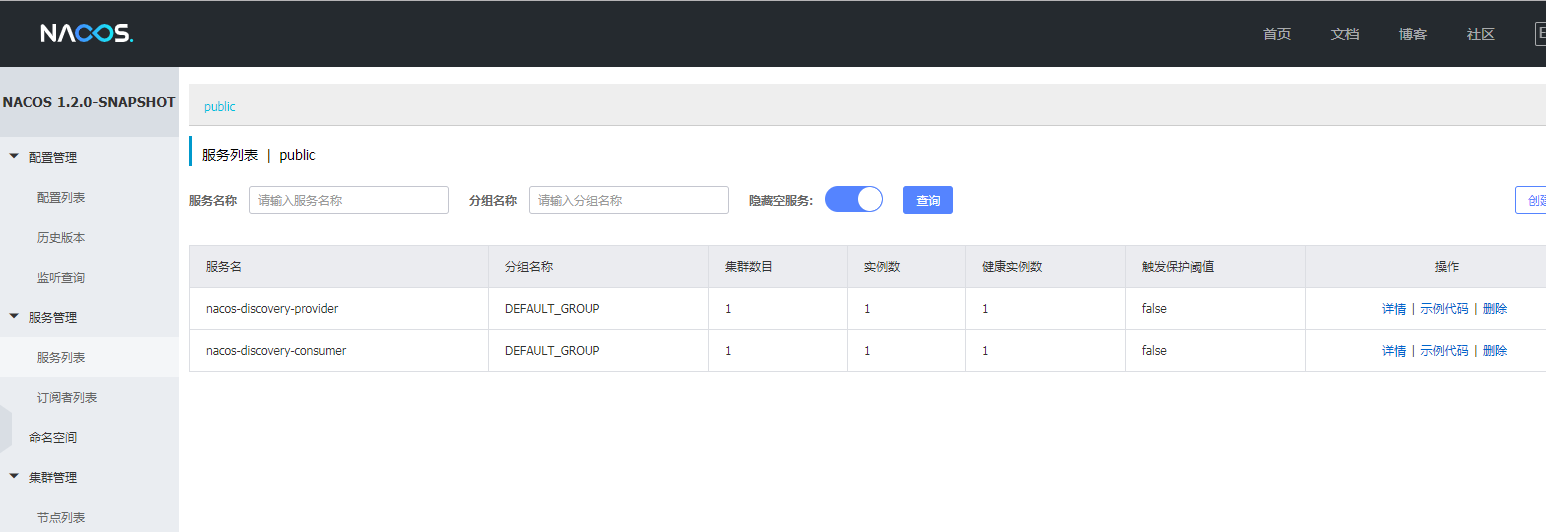 NACOS.
首页 文档 博客 社区
NACOS 1.2.0-SNAPSHOT
配置管理
配置列表
历史版本
监听查询
服务管理
服务列表
订阅者列表
命名空间
集群管理
节点列表
public
服务列表 | public
服务名称 请输入服务名称 分组名称 请输入分组名称 隐藏空服务: 查询
服务名 分组名称 集群数目 实例数 健康实例数 触发保护阈值 操作
nacos-discovery-provider DEFAULT_GROUP 1 1 1 false 详情 | 示例代码 | 删除
nacos-discovery-consumer DEFAULT_GROUP 1 1 1 false 详情 | 示例代码 | 删除